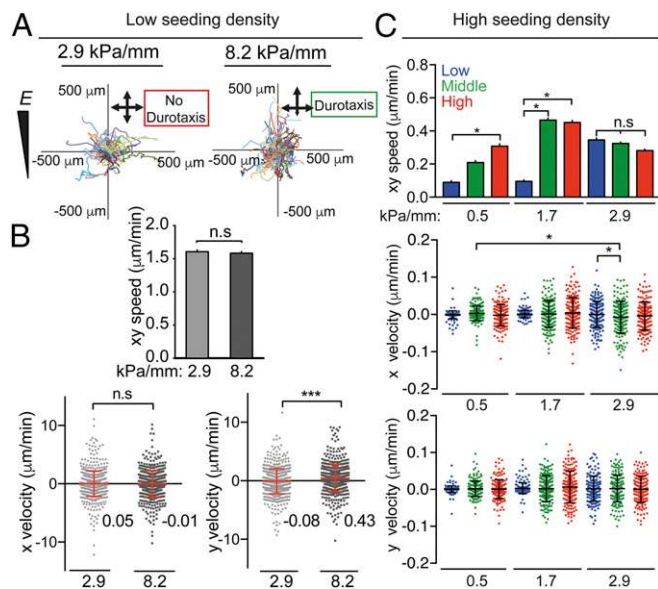 A
Low seeding density
2.9 kPa/mm
8.2 kPa/mm
E
500 µm
No
Durotaxis
-500 µm
500 µm
-500 µm
500 µm
Durotaxis
-500 µm
500 µm
-500 µm
B
xy speed (µm/min)
2.0
1.5
1.0
0.5
0.0
n.s
kPa/mm: 2.9 8.2
x velocity (µm/min)
10
0
-10
n.s
0.05
-0.01
2.9 8.2
y velocity (µm/min)
10
0
-10
***
-0.08
0.43
2.9 8.2
C
High seeding density
xy speed (µm/min)
0.8
0.6
0.4
0.2
0.0
Low
Middle
High
*
*
*
n.s
kPa/mm: 0.5 1.7 2.9
x velocity (µm/min)
0.2
0.1
0.0
-0.1
-0.2
*
*
0.5 1.7 2.9
y velocity (µm/min)
0.2
0.1
0.0
-0.1
-0.2
0.5 1.7 2.9